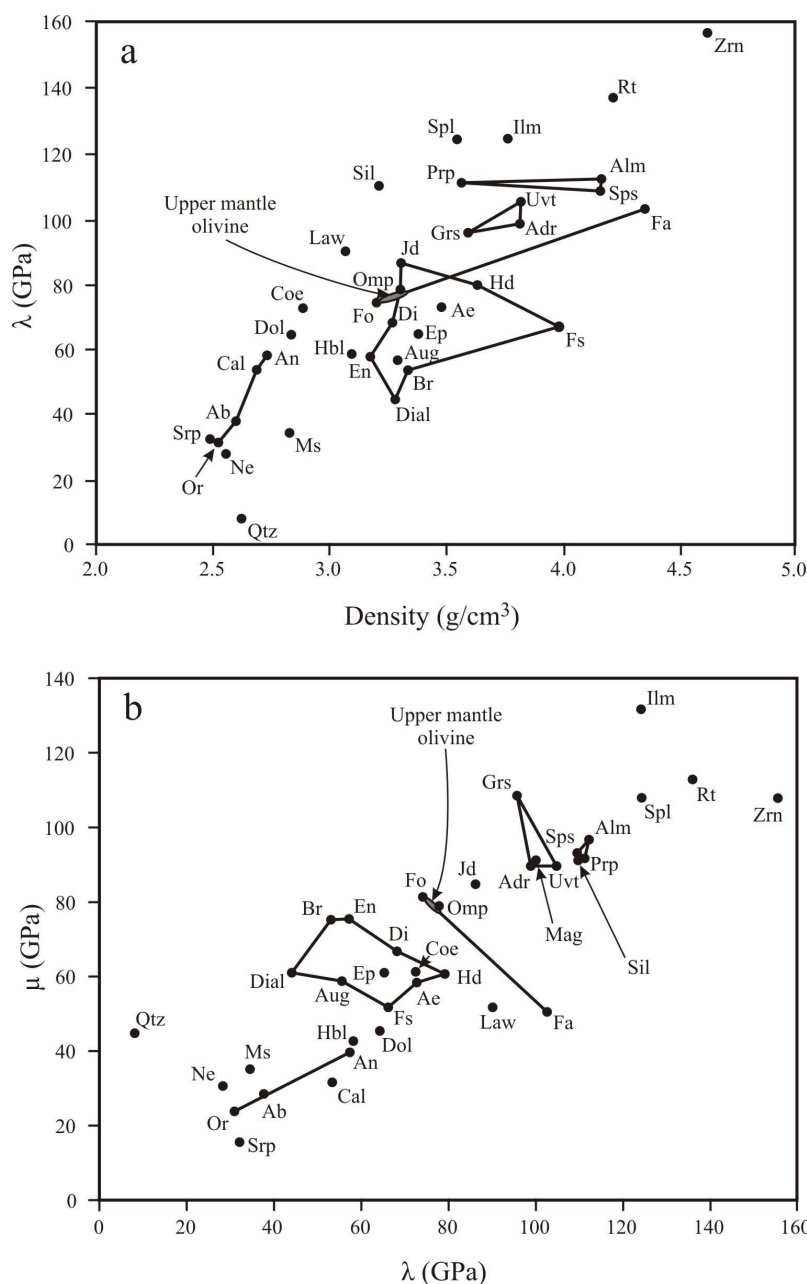 a
160
140
120
100
80
60
40
20
0
λ (GPa)
Zrn
Rt
Spl
Ilm
Sil
Prp
Alm
Sps
Uvt
Upper mantle
olivine
Grs
Adr
Fa
Law
Jd
Omp
Hd
Coe
Fo
Di
Ae
Dol
Ep
Fs
Hbl
Aug
An
En
Cal
Br
Dial
Ab
Srp
Ms
Or
Ne
Qtz
2.0
2.5
3.0
3.5
4.0
4.5
5.0
Density (g/cm³)
b
140
120
100
80
60
40
20
0
μ (GPa)
Ilm
Upper mantle
olivine
Grs
Rt
Spl
Zrn
Sps
Alm
Jd
Adr
Uvt
Prp
Fo
Omp
Mag
Br
En
Sil
Di
Coe
Dial
Ep
Hd
Aug
Ae
Fs
Law
Fa
Qtz
Hbl
Dol
Ms
An
Ne
Cal
Or
Ab
Srp
0
20
40
60
80
100
120
140
160
λ (GPa)